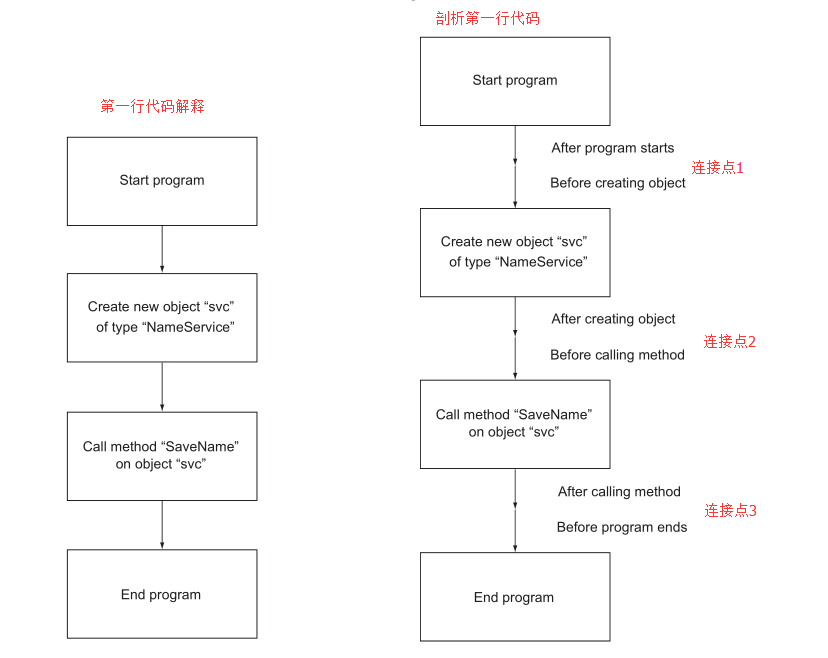 第一行代码解释
Start program
Create new object “svc”
of type “NameService”
Call method “SaveName”
on object “svc”
End program
剖析第一行代码
Start program
After program starts
连接点1
Before creating object
Create new object “svc”
of type “NameService”
After creating object
连接点2
Before calling method
Call method “SaveName”
on object “svc”
After calling method
连接点3
Before program ends
End program